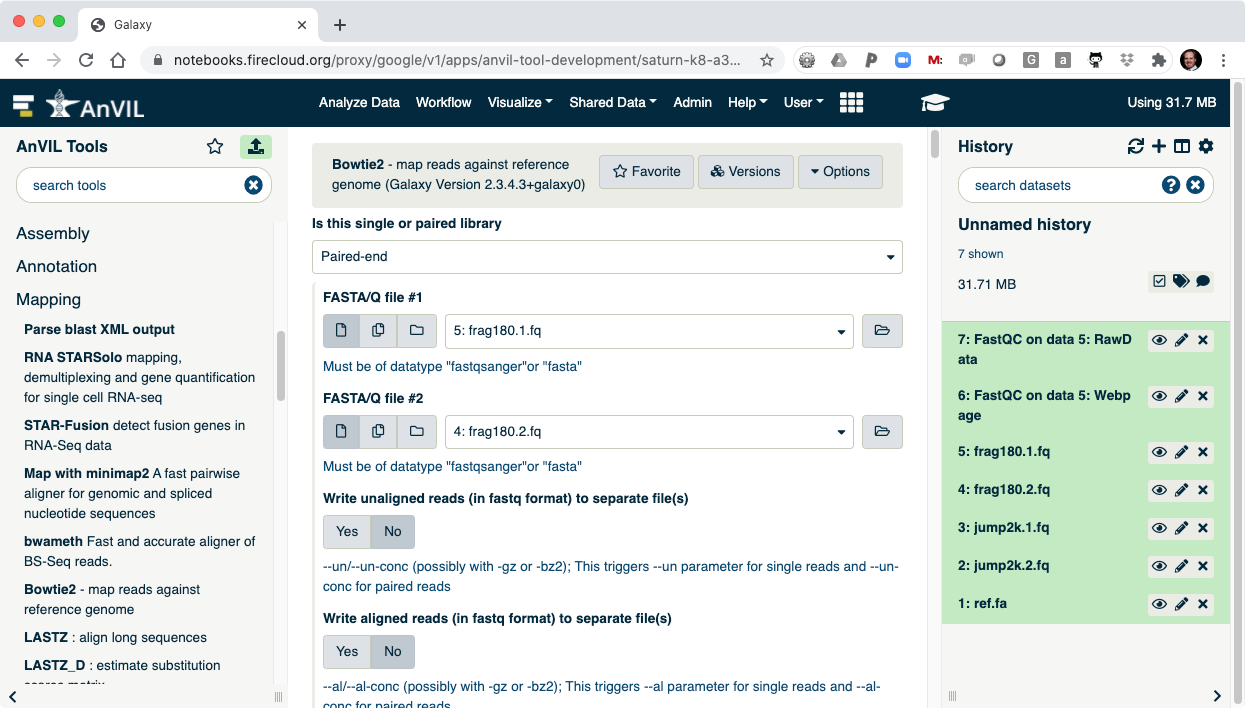 Galaxy
notebooks.firecloud.org/proxy/google/v1/apps/anvil-tool-development/saturn-k8-a3...
AnVIL
Analyze Data Workflow Visualize Shared Data Admin Help User
Using 31.7 MB
AnVIL Tools
search tools
Assembly
Annotation
Mapping
Parse blast XML output
RNA STARSolo mapping,
demultiplexing and gene quantification
for single cell RNA-seq
STAR-Fusion detect fusion genes in
RNA-Seq data
Map with minimap2 A fast pairwise
aligner for genomic and spliced
nucleotide sequences
bwameth Fast and accurate aligner of
BS-Seq reads.
Bowtie2 - map reads against
reference genome
LASTZ : align long sequences
LASTZ_D : estimate substitution
scores matrix
Bowtie2 - map reads against reference
genome (Galaxy Version 2.3.4.3+galaxy0)
Favorite
Versions
Options
Is this single or paired library
Paired-end
FASTA/Q file #1
5: frag180.1.fq
Must be of datatype "fastqsanger"or "fasta"
FASTA/Q file #2
4: frag180.2.fq
Must be of datatype "fastqsanger"or "fasta"
Write unaligned reads (in fastq format) to separate file(s)
Yes No
--un/--un-conc (possibly with -gz or -bz2); This triggers --un parameter for single reads and --un-
conc for paired reads
Write aligned reads (in fastq format) to separate file(s)
Yes No
--al/--al-conc (possibly with -gz or -bz2); This triggers --al parameter for single reads and --al-
conc for paired reads
History
search datasets
Unnamed history
7 shown
31.71 MB
7: FastQC on data 5: RawD
ata
6: FastQC on data 5: Webp
age
5: frag180.1.fq
4: frag180.2.fq
3: jump2k.1.fq
2: jump2k.2.fq
1: ref.fa